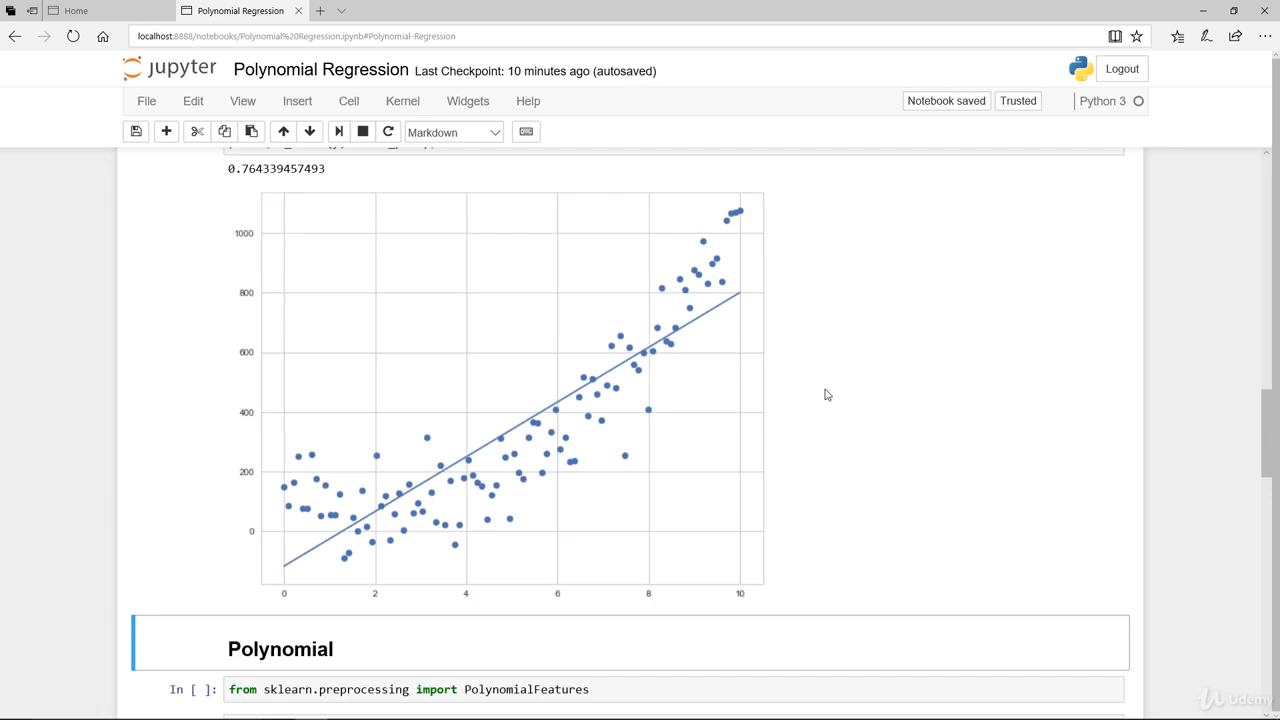 Home
Polynomial Regression
localhost:8888/notebooks/Polynomial%20Regression.ipynb#Polynomial-Regression
jupyter Polynomial Regression Last Checkpoint: 10 minutes ago (autosaved)
Logout
File Edit View Insert Cell Kernel Widgets Help
Notebook saved Trusted Python 3
Markdown
0.764339457493
1000
800
600
400
200
0
0 2 4 6 8 10
Polynomial
In [ ]: from sklearn.preprocessing import PolynomialFeatures
Udemy